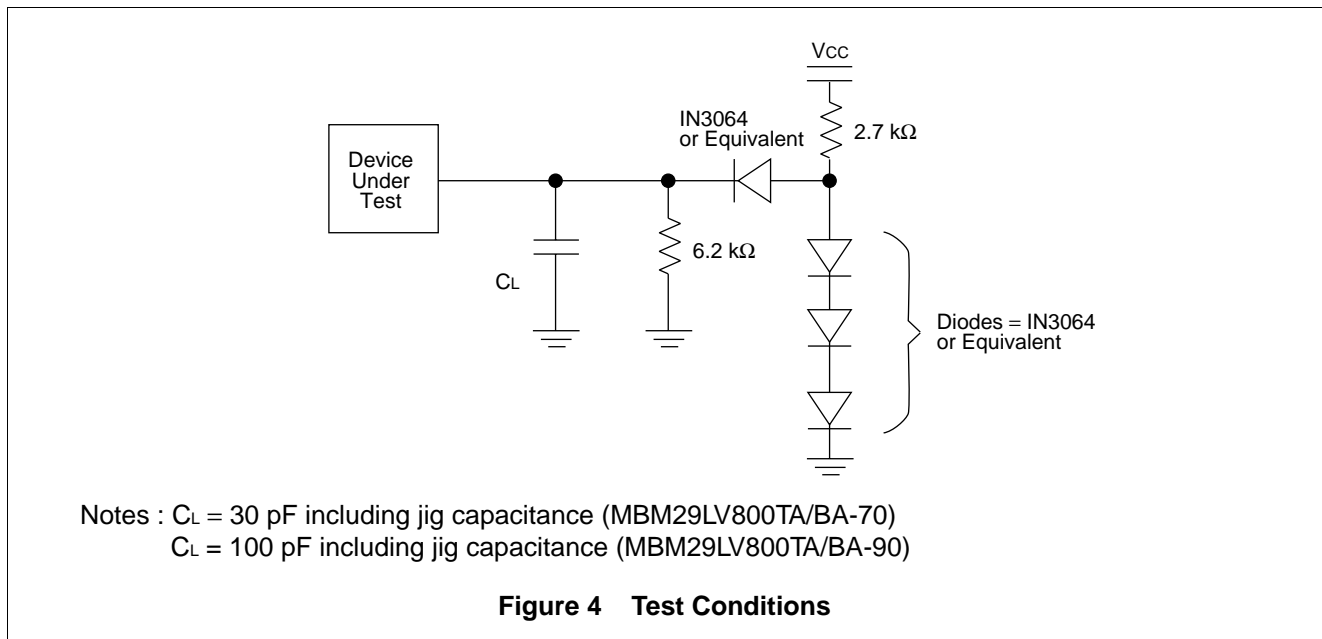 Vcc
IN3064
or Equivalent
2.7 kΩ
Device
Under
Test
6.2 kΩ
CL
Diodes = IN3064
or Equivalent
Notes : CL = 30 pF including jig capacitance (MBM29LV800TA/BA-70)
CL = 100 pF including jig capacitance (MBM29LV800TA/BA-90)
Figure 4 Test Conditions